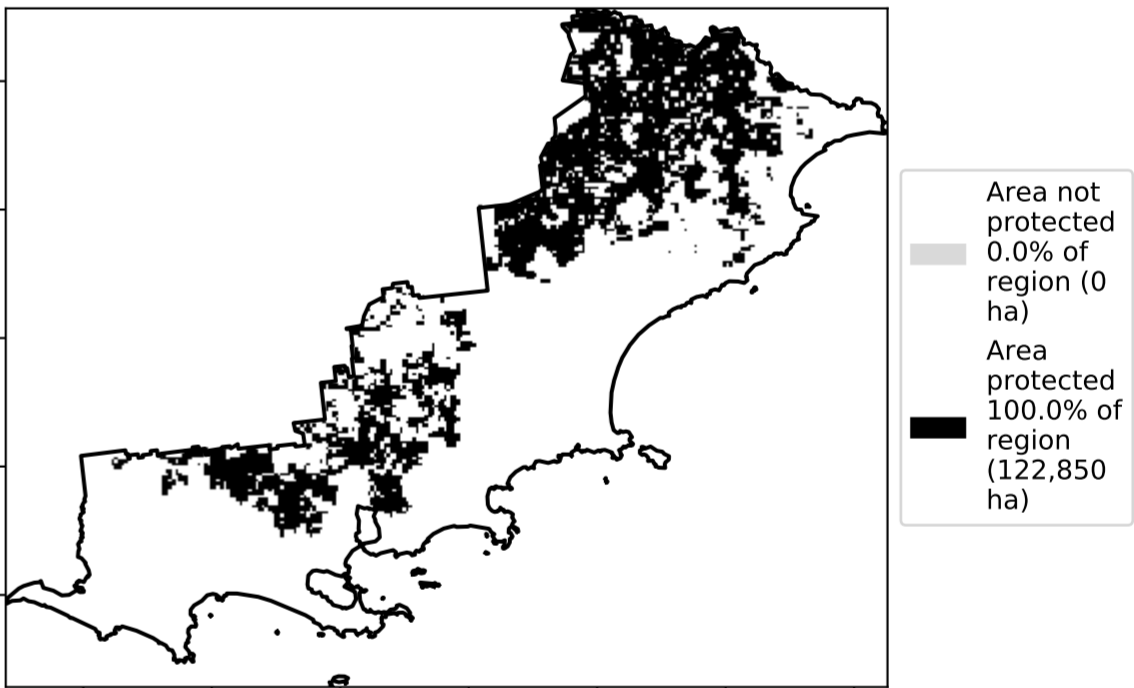 Area not
protected
0.0% of
region (0
ha)
Area
protected
100.0% of
region
(122,850
ha)